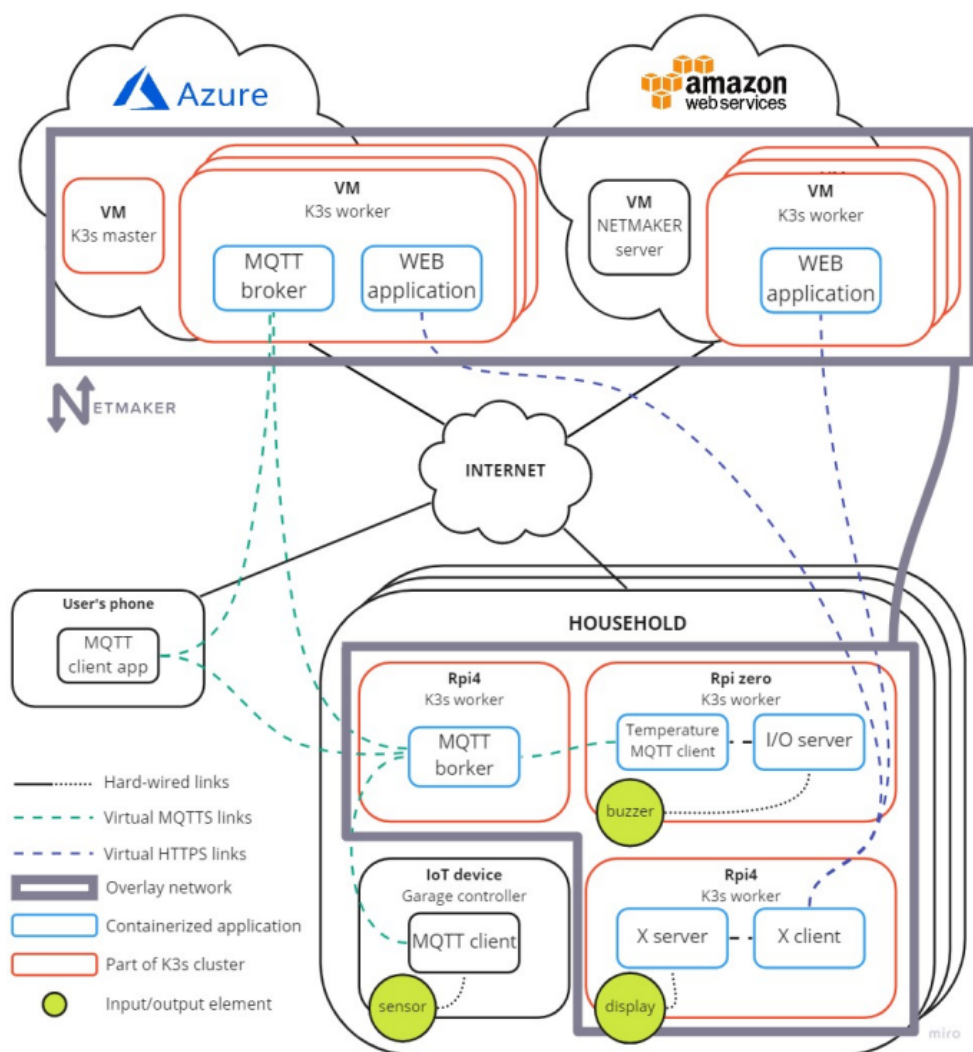 Azure
amazon
web services
VM
K3s master
VM
K3s worker
MQTT
broker
WEB
application
VM
NETMAKER
server
VM
K3s worker
WEB
application
NETMAKER
INTERNET
User's phone
MQTT
client app
HOUSEHOLD
Rpi4
K3s worker
MQTT
borker
Rpi zero
K3s worker
Temperature
MQTT client
I/O server
buzzer
IoT device
Garage controller
MQTT client
sensor
Rpi4
K3s worker
X server
X client
display
Hard-wired links
Virtual MQTTS links
Virtual HTTPS links
Overlay network
Containerized application
Part of K3s cluster
Input/output element
miro